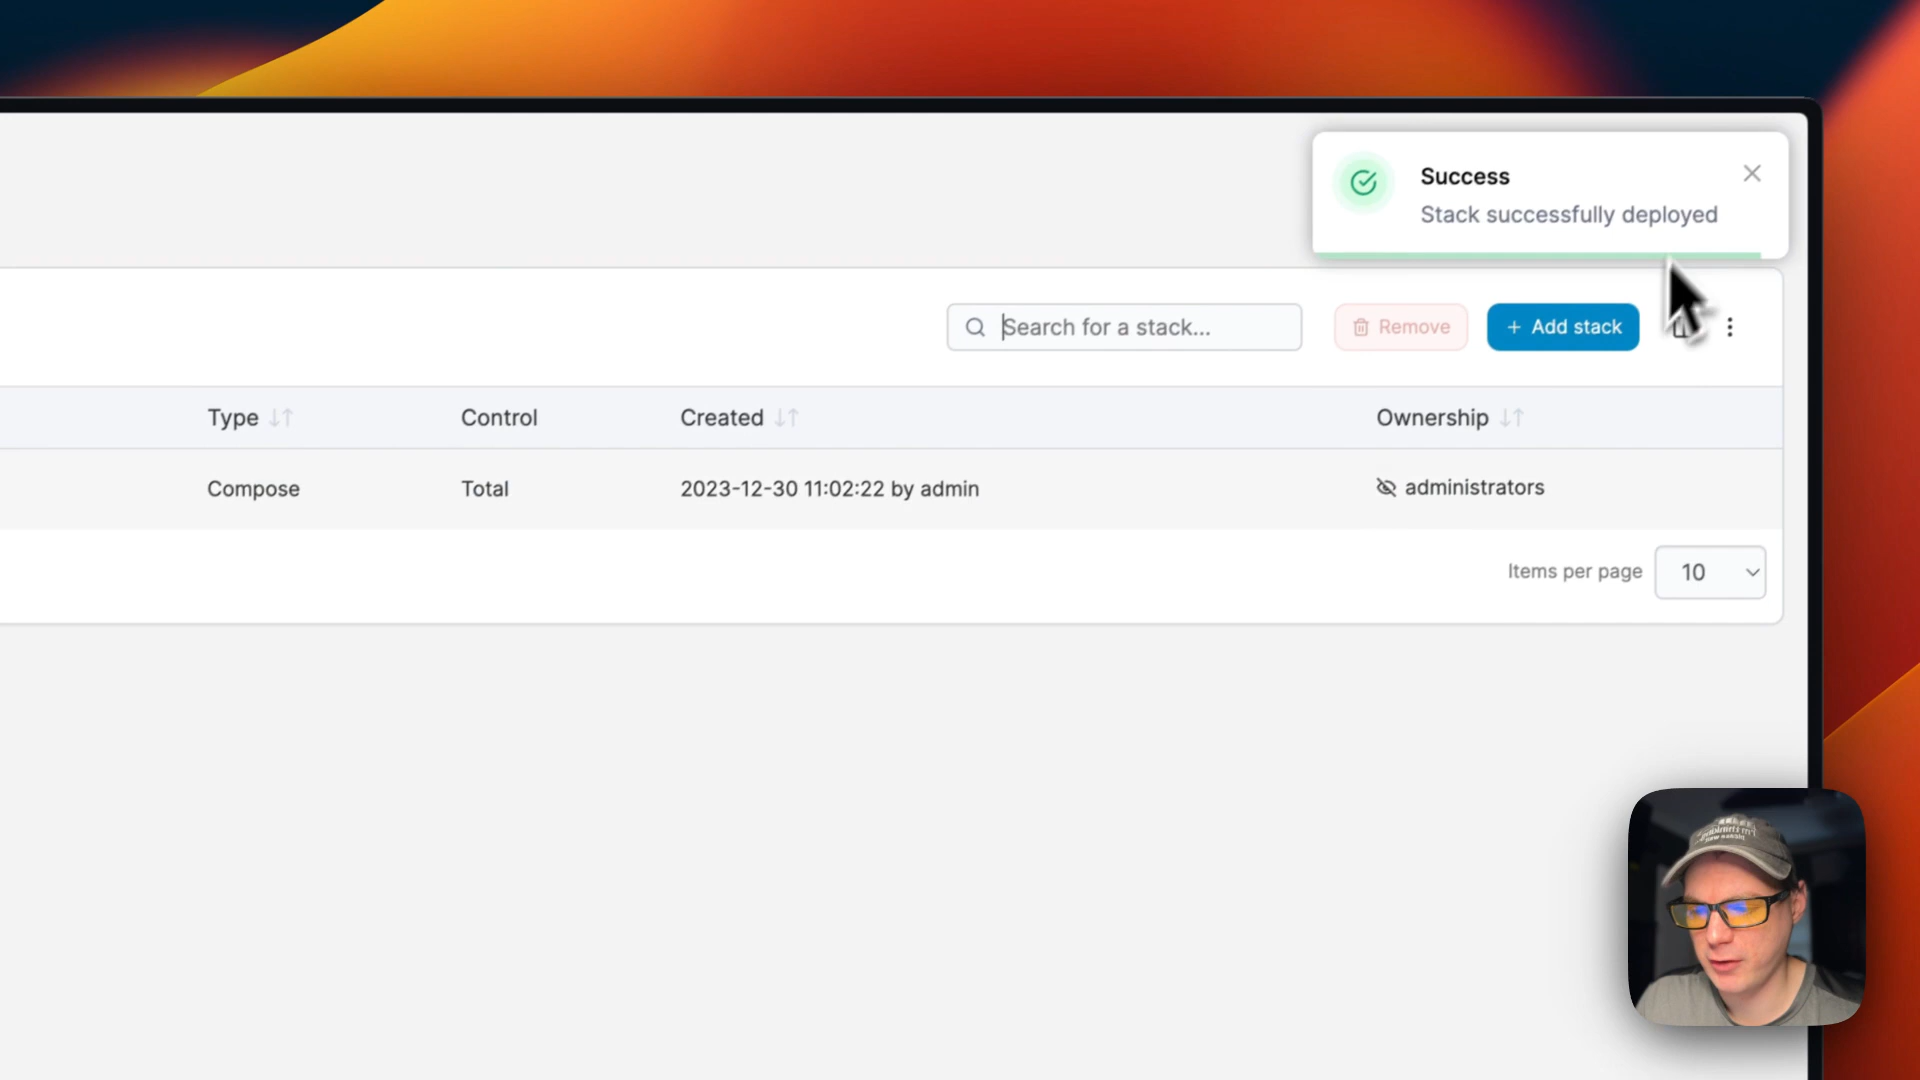 Success
Stack successfully deployed
Search for a stack...
Remove
Add stack
Type
Control
Created
Ownership
Compose
Total
2023-12-30 11:02:22 by admin
administrators
Items per page
10